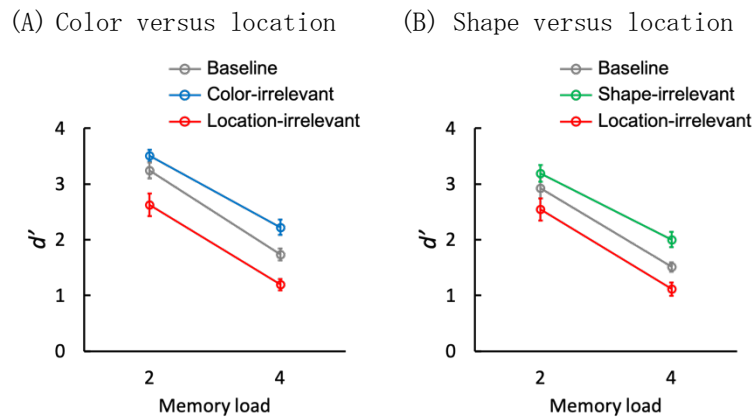 (A) Color versus location
Baseline
Color-irrelevant
Location-irrelevant
4
3
2
1
0
d′
2 4
Memory load
(B) Shape versus location
Baseline
Shape-irrelevant
Location-irrelevant
4
3
2
1
0
d′
2 4
Memory load